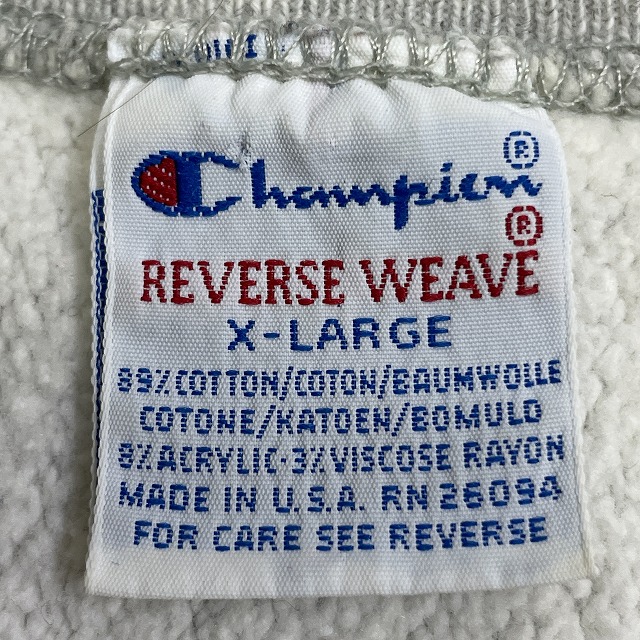 Champion®
REVERSE WEAVE®
X-LARGE
89% COTTON/COTON/BAUMWOLLE
COTONE/KATOEN/BOMULD
8% ACRYLIC·3% VISCOSE RAYON
MADE IN U.S.A. RN 26094
FOR CARE SEE REVERSE